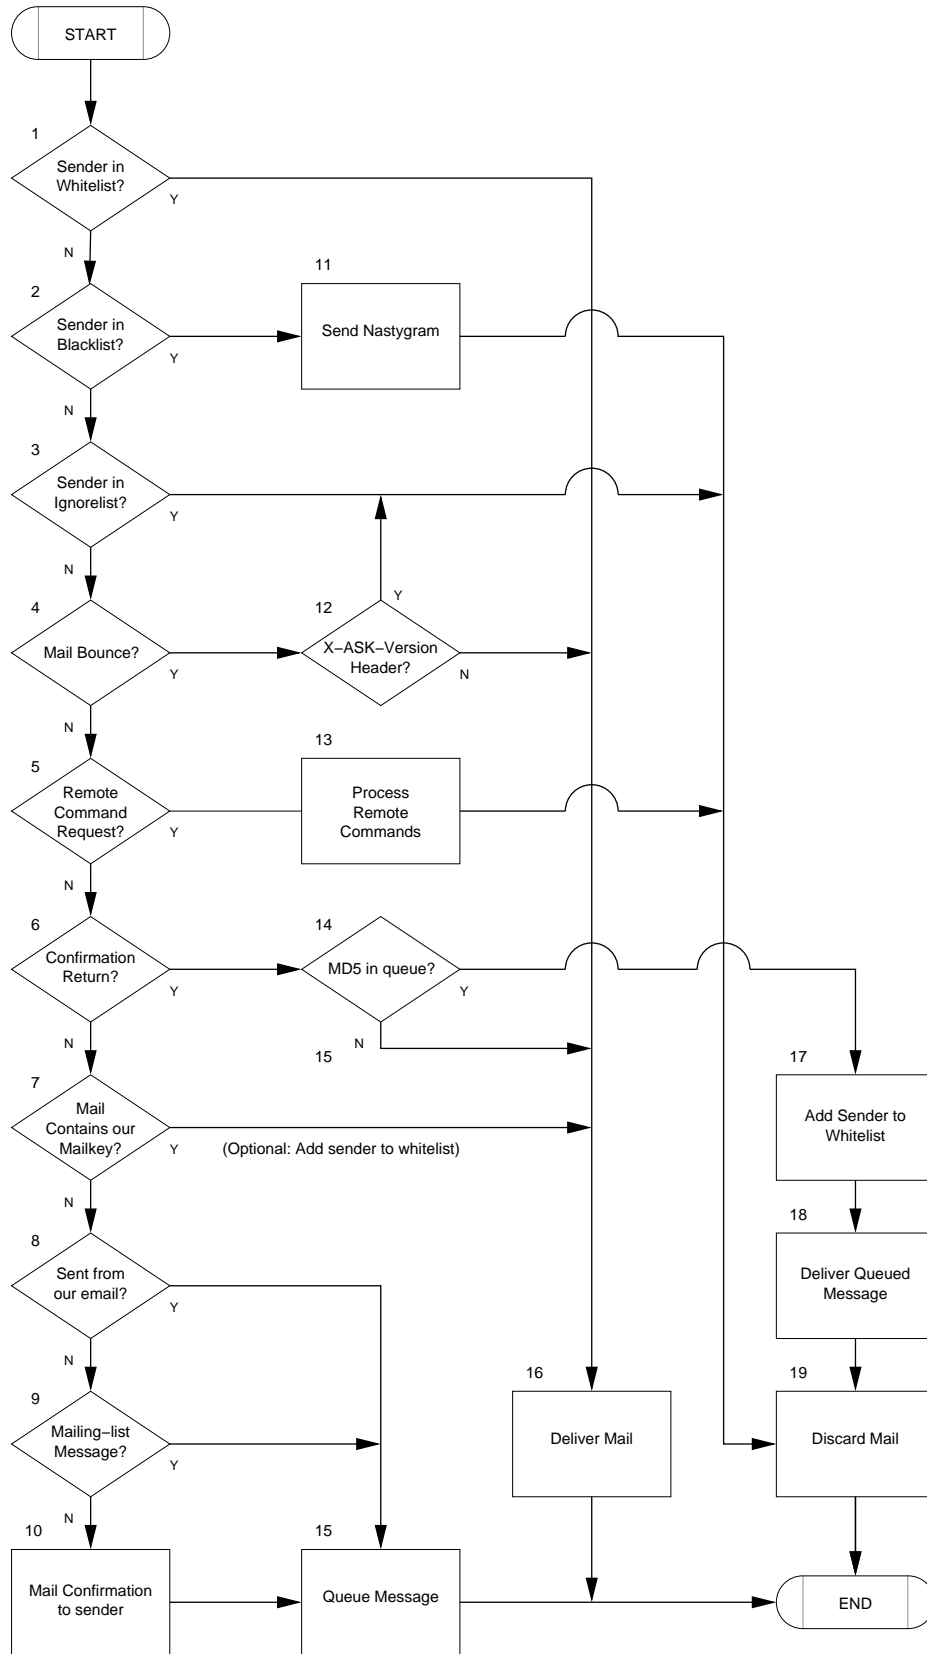 START
1
Sender in
Whitelist?
Y
N
11
2
Sender in
Blacklist?
Y
Send Nastygram
N
3
Sender in
Ignorelist?
Y
N
4
Mail Bounce?
Y
12
Y
X−ASK−Version
Header?
N
N
5
Remote
Command
Request?
Y
13
Process
Remote
Commands
N
6
Confirmation
Return?
Y
14
MD5 in queue?
Y
N
N
15
17
Add Sender to
Whitelist
7
Mail
Contains our
Mailkey?
Y
(Optional: Add sender to whitelist)
N
18
Deliver Queued
Message
8
Sent from
our email?
Y
N
16
Deliver Mail
19
Discard Mail
9
Mailing−list
Message?
Y
N
10
Mail Confirmation
to sender
15
Queue Message
END